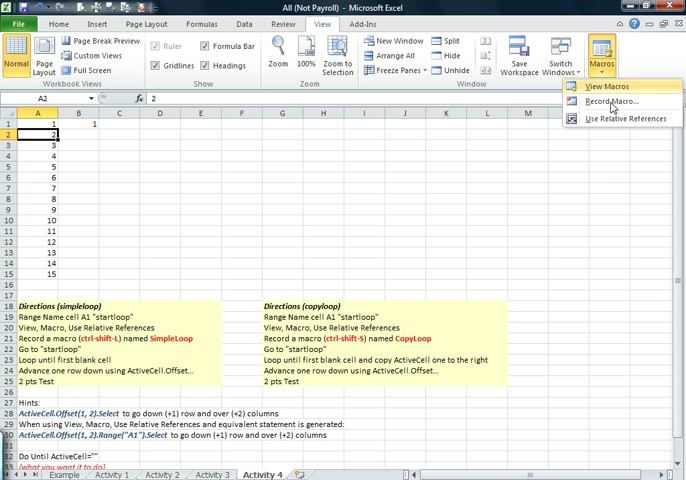 All (Not Payroll) - Microsoft Excel
File Home Insert Page Layout Formulas Data Review View Add-Ins
Normal Page Layout Page Break Preview Custom Views Full Screen
Workbook Views
Ruler Formula Bar
Gridlines Headings
Show
Zoom 100% Zoom to Selection
Zoom
New Window Arrange All Freeze Panes
Split Hide
Save Workspace Switch Windows
Window
Macros
View Macros
Record Macro...
Use Relative References
A2 2
A B C D E F G H I J K L M
1 1 1
2 2
3 3
4 4
5 5
6 6
7 7
8 8
9 9
10 10
11 11
12 12
13 13
14 14
15 15
16
17
18 Directions (simpleloop) Directions (copyloop)
19 Range Name cell A1 "startloop" Range Name cell A1 "startloop"
20 View, Macro, Use Relative References View, Macro, Use Relative References
21 Record a macro (ctrl-shift-L) named SimpleLoop Record a macro (ctrl-shift-S) named CopyLoop
22 Go to "startloop" Go to "startloop"
23 Loop until first blank cell Loop until first blank cell and copy ActiveCell one to the right
24 Advance one row down using ActiveCell.Offset... Advance one row down using ActiveCell.Offset...
25 2 pts Test 2 pts Test
26
27 Hints:
28 ActiveCell.Offset(1, 2).Select to go down (+1) row and over (+2) columns
29 When using View, Macro, Use Relative References and equivalent statement is generated:
30 ActiveCell.Offset(1, 2).Range("A1").Select to go down (+1) row and over (+2) columns
31
32 Do Until ActiveCell=""
33 [what you want it to do]
Example Activity 1 Activity 2 Activity 3 Activity 4